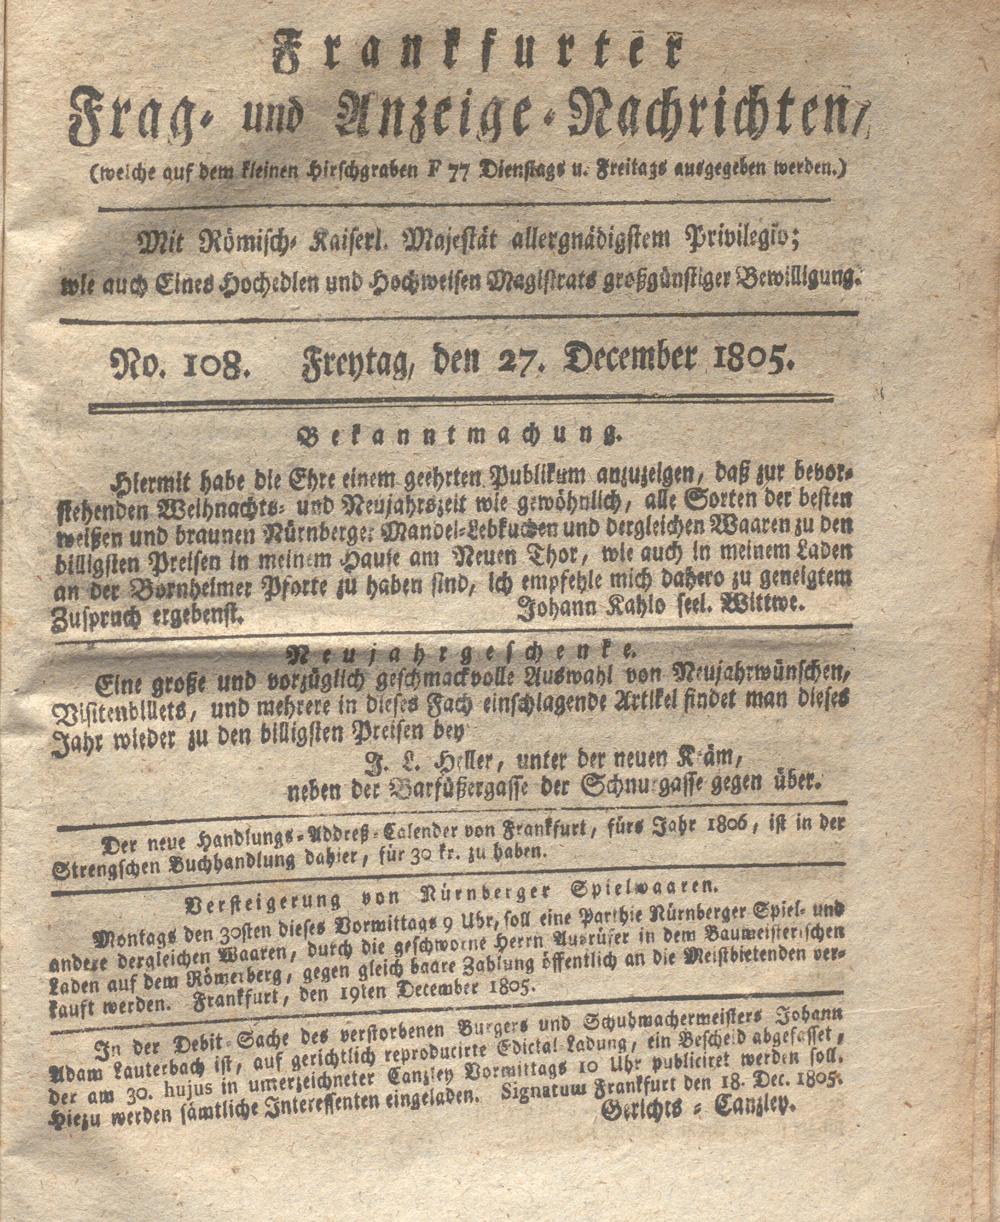 Frankfurter
Frag- und Anzeige-Nachrichten,
(welche auf dem kleinen Hirschgraben F 77 Dienstags u. Freitags ausgegeben werden.)
Mit Römisch- Kaiserl. Majestät allergnädigstem Privilegio;
wie auch Eines Hochedlen und Hochweisen Magistrats großgünstiger Bewilligung.
No. 108. Freytag, den 27. December 1805.
Bekanntmachung.
Hiermit habe die Ehre einem geehrten Publikum anzuzeigen, daß zur bevor-
stehenden Weihnachts- und Neujahrszeit wie gewöhnlich, alle Sorten der besten
weißen und braunen Nürnberger Mandel-Lebkuchen und dergleichen Waaren zu den
billigsten Preisen in meinem Hause am Neuen Thor, wie auch in meinem Laden
an der Bornheimer Pforte zu haben sind, ich empfehle mich dahero zu geneigtem
Zuspruch ergebenst. Johann Kahlo seel. Wittwe.
Neujahrgeschenke.
Eine große und vorzüglich geschmackvolle Auswahl von Neujahrwünschen,
Visitenbillets, und mehrere in dieses Fach einschlagende Artikel findet man dieses
Jahr wieder zu den billigsten Preisen bey
J. L. Heller, unter der neuen Kräm,
neben der Barfüßergasse der Schnurgasse gegen über.
Der neue Handlungs-Addreß-Calender von Frankfurt, fürs Jahr 1806, ist in der
Strengschen Buchhandlung dahier, für 30 kr. zu haben.
Versteigerung von Nürnberger Spielwaaren.
Montags den 30sten dieses Vormittags 9 Uhr, soll eine Parthie Nürnberger Spiel- und
andere dergleichen Waaren, durch die geschworne Herrn Ausrüfer in dem Baumeisterischen
Laden auf dem Römerberg, gegen gleich baare Zahlung öffentlich an die Meistbietenden ver-
kauft werden. Frankfurt, den 19ten December 1805.
In der Debit-Sache des verstorbenen Burgers und Schuhmachermeisters Johann
Adam Lauterbach ist, auf gerichtlich reproducirte Edictal-Ladung, ein Bescheid abgefasset,
der am 30. hujus in unterzeichneter Canzley Vormittags 10 Uhr publiciret werden soll.
Hiezu werden sämtliche Interessenten eingeladen. Signatum Frankfurt den 18. Dec. 1805.
Gerichts-Canzley.